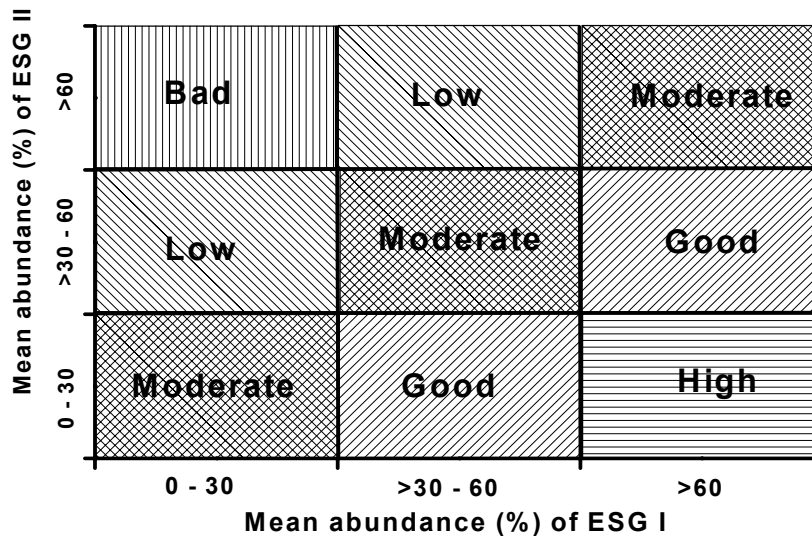 Mean abundance (%) of ESG II
>60
Bad
Low
Moderate
>30 - 60
Low
Moderate
Good
0 - 30
Moderate
Good
High
0 - 30
>30 - 60
>60
Mean abundance (%) of ESG I